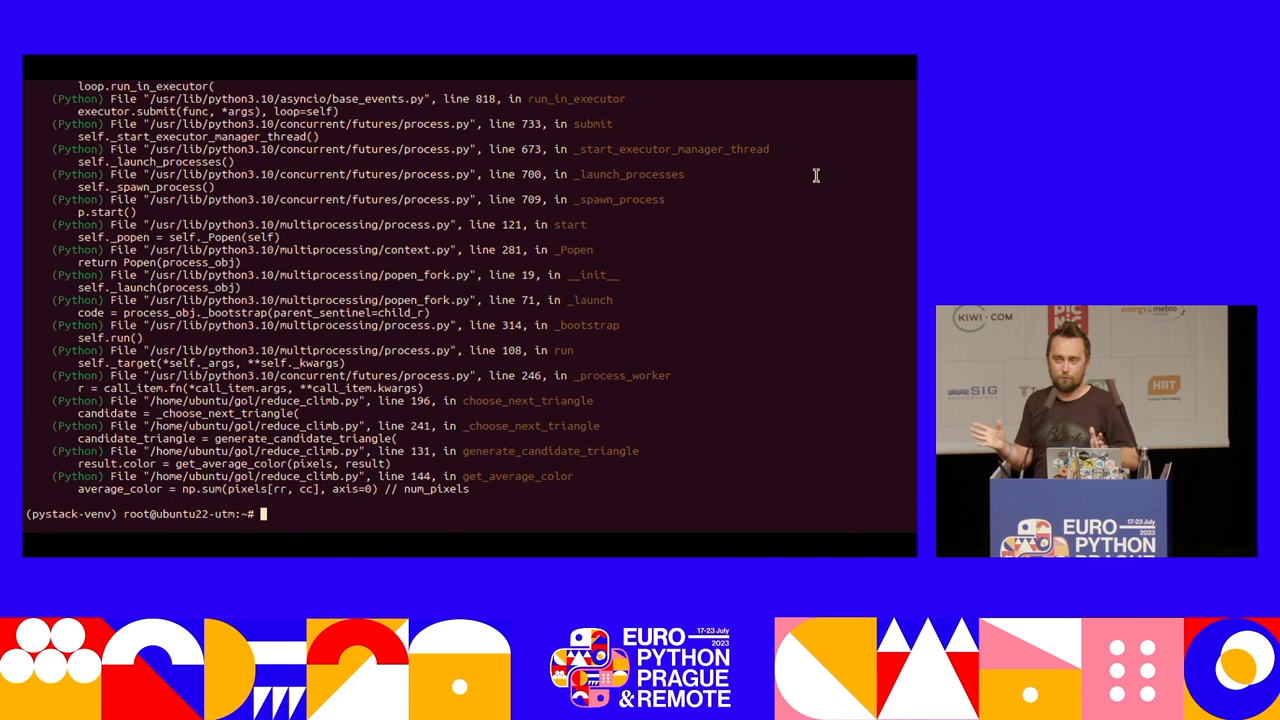 loop.run_in_executor(
(Python) File "/usr/lib/python3.10/asyncio/base_events.py", line 818, in run_in_executor
executor.submit(func, *args), loop=self)
(Python) File "/usr/lib/python3.10/concurrent/futures/process.py", line 733, in submit
self._start_executor_manager_thread()
(Python) File "/usr/lib/python3.10/concurrent/futures/process.py", line 673, in _start_executor_manager_thread
self._launch_processes()
(Python) File "/usr/lib/python3.10/concurrent/futures/process.py", line 700, in _launch_processes
self._spawn_process()
(Python) File "/usr/lib/python3.10/concurrent/futures/process.py", line 709, in _spawn_process
p.start()
(Python) File "/usr/lib/python3.10/multiprocessing/process.py", line 121, in start
self._popen = self._Popen(self)
(Python) File "/usr/lib/python3.10/multiprocessing/context.py", line 281, in _Popen
return Popen(process_obj)
(Python) File "/usr/lib/python3.10/multiprocessing/popen_fork.py", line 19, in __init__
self._launch(process_obj)
(Python) File "/usr/lib/python3.10/multiprocessing/popen_fork.py", line 71, in _launch
code = process_obj._bootstrap(parent_sentinel=child_r)
(Python) File "/usr/lib/python3.10/multiprocessing/process.py", line 314, in _bootstrap
self.run()
(Python) File "/usr/lib/python3.10/multiprocessing/process.py", line 108, in run
self._target(*self._args, **self._kwargs)
(Python) File "/usr/lib/python3.10/concurrent/futures/process.py", line 246, in _process_worker
r = call_item.fn(*call_item.args, **call_item.kwargs)
(Python) File "/home/ubuntu/gol/reduce_climb.py", line 196, in choose_next_triangle
candidate = _choose_next_triangle(
(Python) File "/home/ubuntu/gol/reduce_climb.py", line 241, in _choose_next_triangle
candidate_triangle = generate_candidate_triangle(
(Python) File "/home/ubuntu/gol/reduce_climb.py", line 131, in generate_candidate_triangle
result.color = get_average_color(pixels, result)
(Python) File "/home/ubuntu/gol/reduce_climb.py", line 144, in get_average_color
average_color = np.sum(pixels[rr, cc], axis=0) // num_pixels
(pystack-venv) root@ubuntu22-utm:~#
KIWI·COM
energy&meteo
SIG
HRT
EURO 17-23 July
2023
PYTHON
PRAGUE
EURO 17-23 July
2023
PYTHON
PRAGUE
& REMOTE